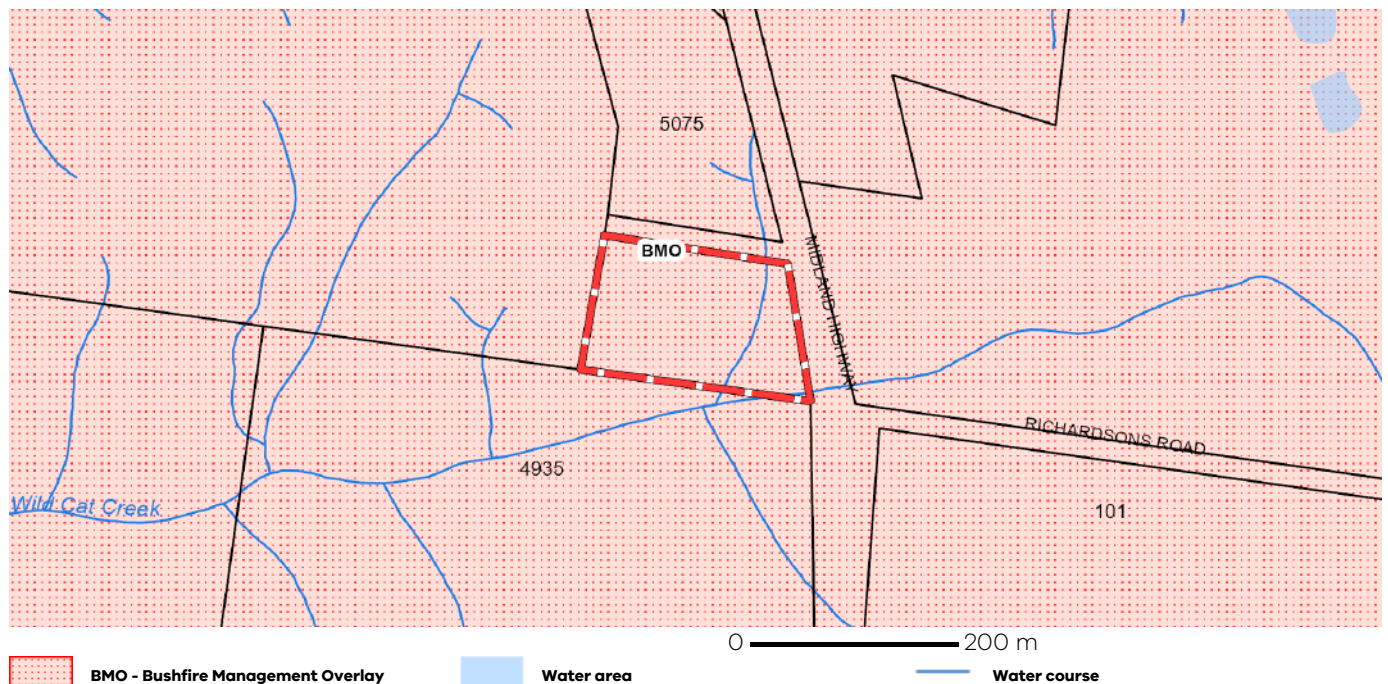 5075
BMO
MIDLAND HIGHWAY
RICHARDSONS ROAD
4935
Wild Cat Creek
101
0 200 m
BMO - Bushfire Management Overlay Water area Water course